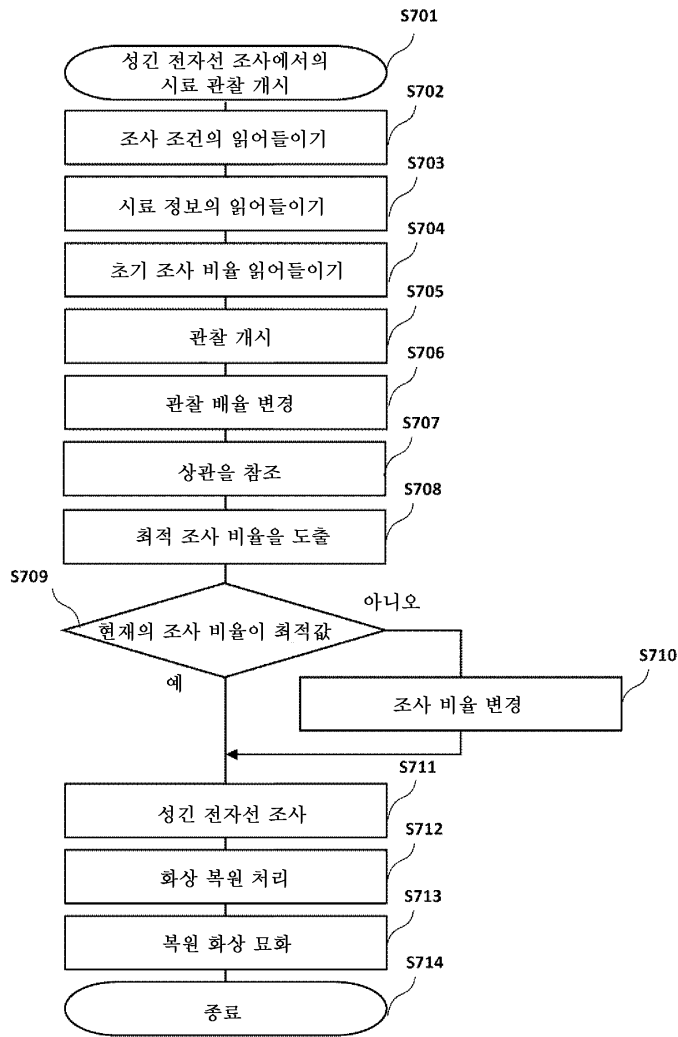 S701
성긴 전자선 조사에서의
시료 관찰 개시
S702
조사 조건의 읽어들이기
S703
시료 정보의 읽어들이기
S704
초기 조사 비율 읽어들이기
S705
관찰 개시
S706
관찰 배율 변경
S707
상관을 참조
S708
최적 조사 비율을 도출
S709
현재의 조사 비율이 최적값
아니오
예
S710
조사 비율 변경
S711
성긴 전자선 조사
S712
화상 복원 처리
S713
복원 화상 묘화
S714
종료